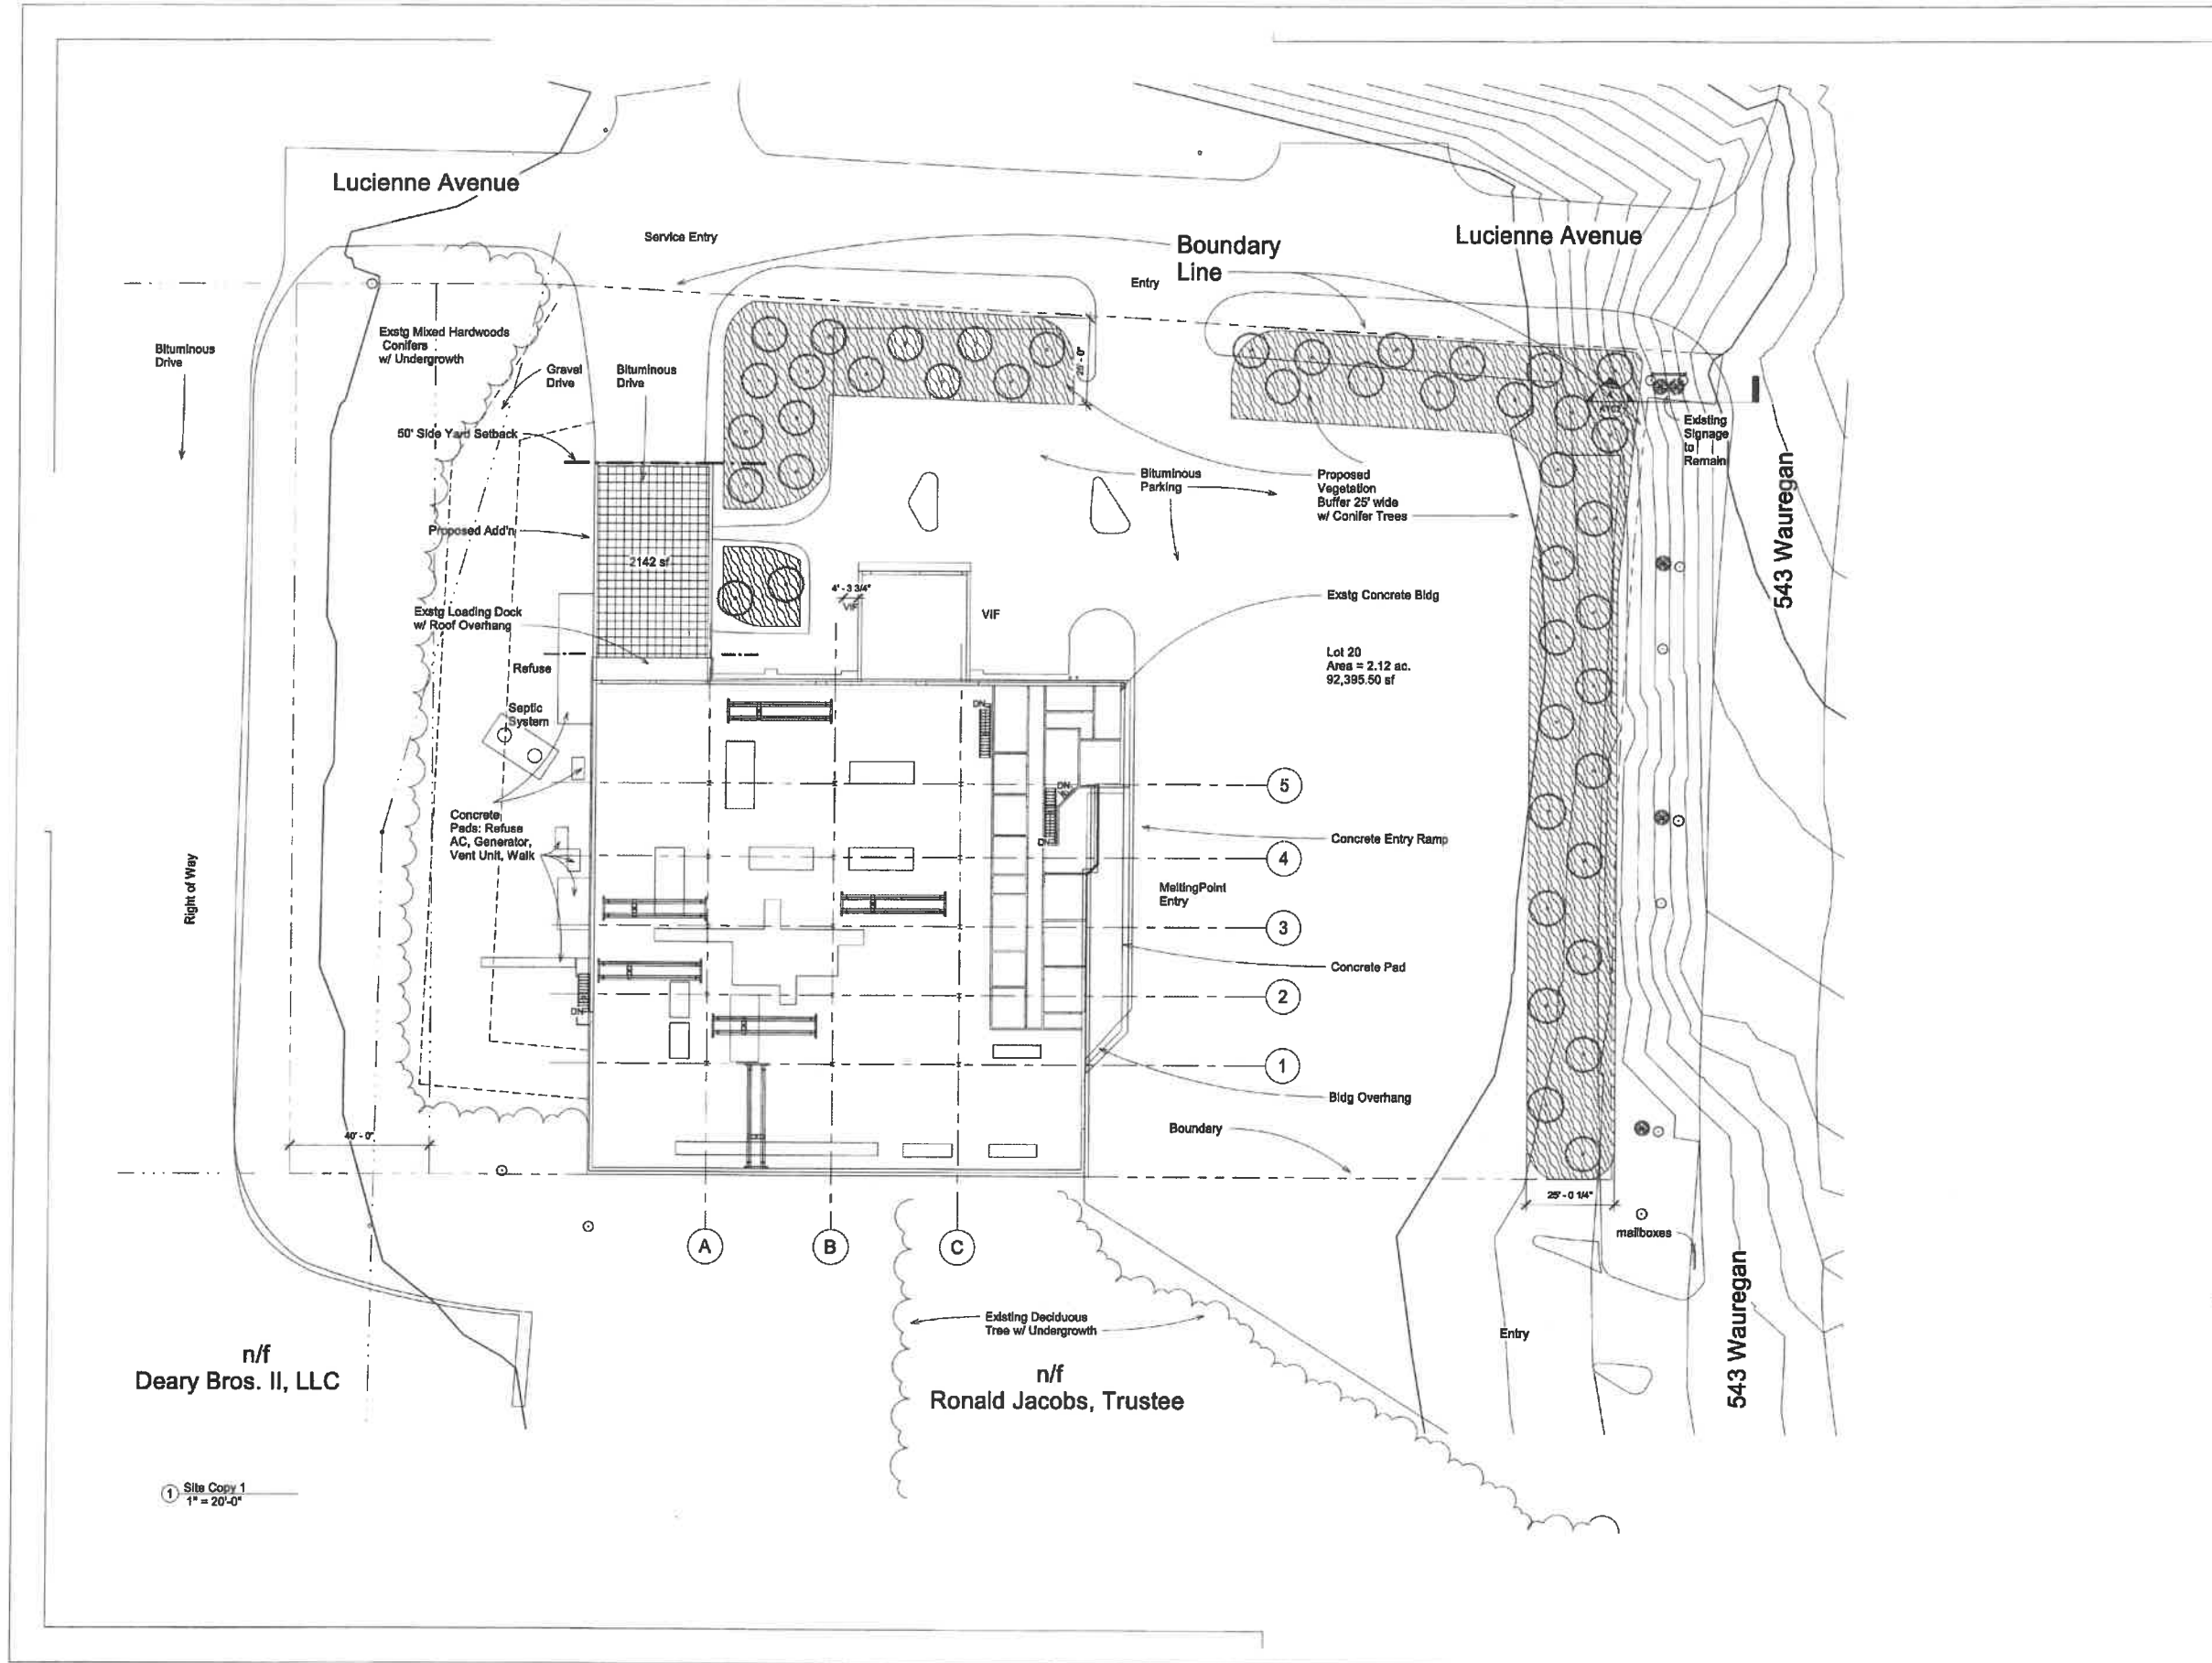 Lucienne Avenue
Service Entry
Boundary
Line
Lucienne Avenue
Entry
Exstg Mixed Hardwoods
Conifers
w/ Undergrowth
Bituminous
Drive
Gravel
Drive
Bituminous
Drive
25' - 0"
50' Side Yard Setback
Existing
Signage
to
Remain
Bituminous
Parking
Proposed
Vegetation
Buffer 25' wide
w/ Conifer Trees
543 Wauregan
Proposed Add'n
2142 sf
4' - 3 3/4"
VIF
VIF
Exstg Concrete Bldg
Exstg Loading Dock
w/ Roof Overhang
Lot 20
Area = 2.12 ac.
92,395.50 sf
Refuse
Septic
System
DN
5
DN
Concrete
Pads: Refuse
AC, Generator,
Vent Unit, Walk
Concrete Entry Ramp
DN
4
Right of Way
MeltingPoint
Entry
3
Concrete Pad
2
DN
1
Bldg Overhang
Boundary
40' - 0"
25' - 0 1/4"
mailboxes
A
B
C
Existing Deciduous
Tree w/ Undergrowth
Entry
543 Wauregan
n/f
Deary Bros. II, LLC
n/f
Ronald Jacobs, Trustee
1
Site Copy 1
1" = 20'-0"